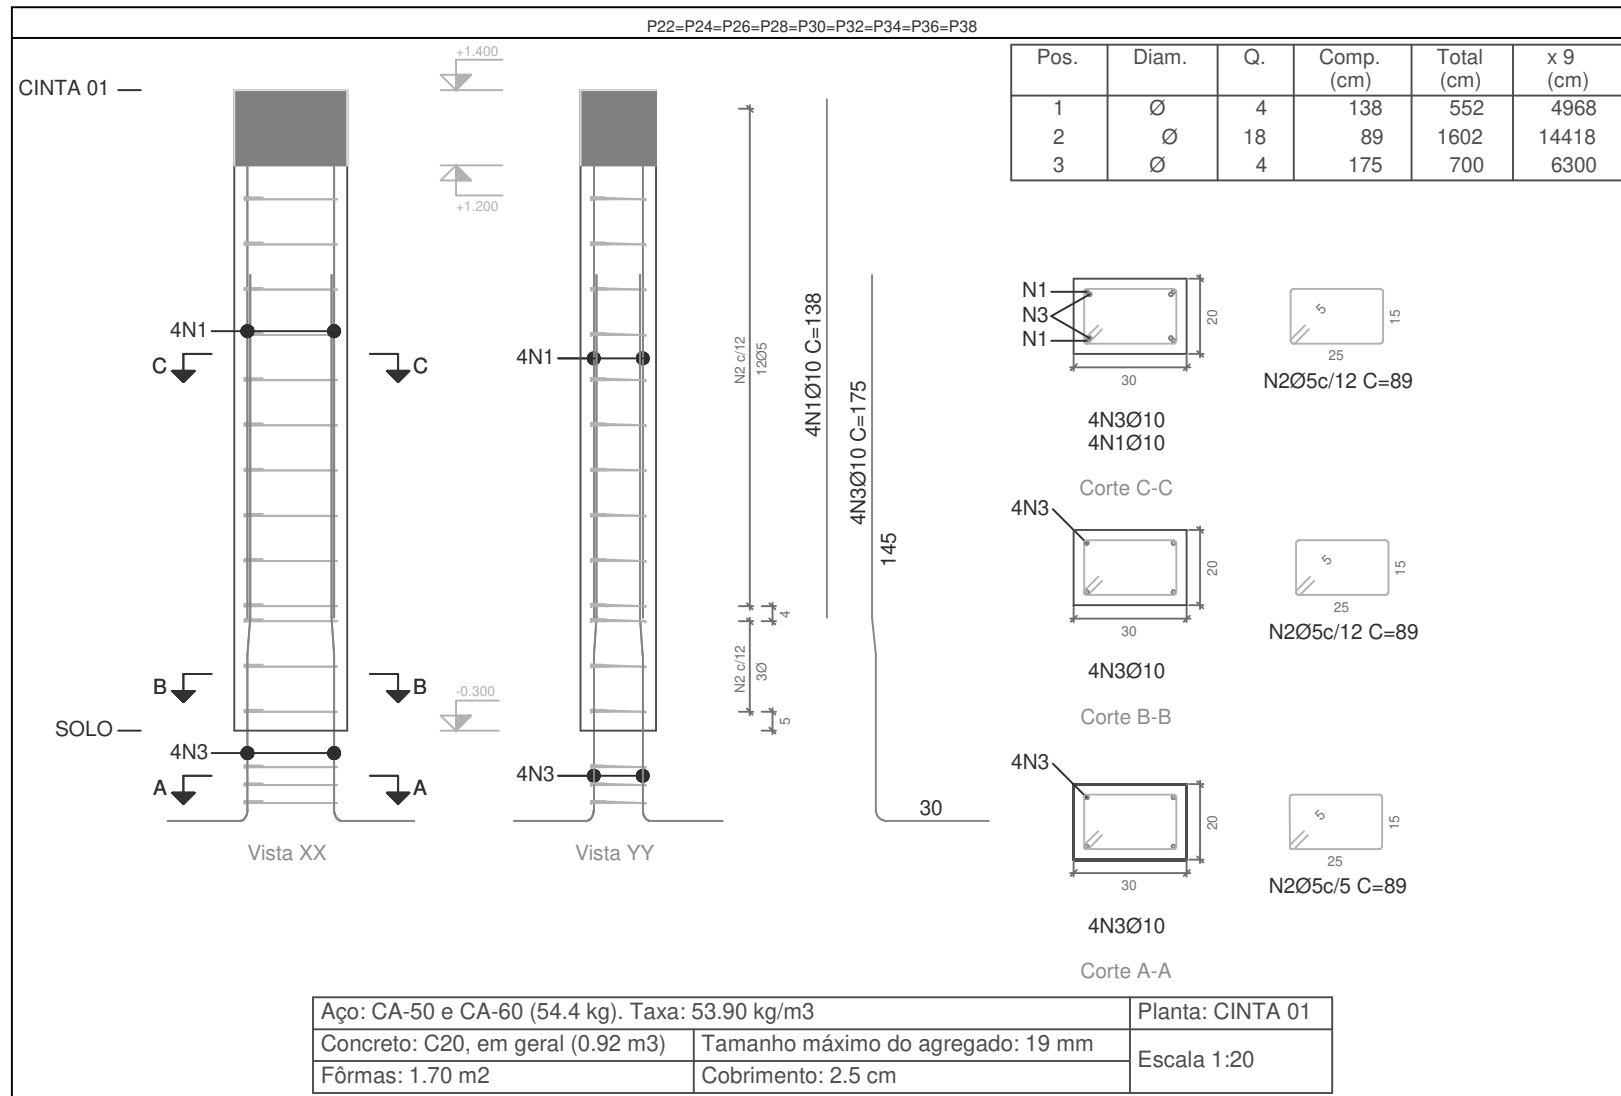 P22=P24=P26=P28=P30=P32=P34=P36=P38
CINTA 01
+1.400
+1.200
Pos. Diam. Q. Comp. (cm) Total (cm) x 9 (cm)
1 Ø 4 138 552 4968
2 Ø 18 89 1602 14418
3 Ø 4 175 700 6300
4N1
C C
4N1
B B
-0.300
SOLO
4N3
A A
4N3
Vista XX
Vista YY
N2 c/12
12Ø5
4
N2 c/12
3Ø
5
4N1Ø10 C=138
4N3Ø10 C=175
145
30
N1
N3
N1
20
30
5
15
25
N2Ø5c/12 C=89
4N3Ø10
4N1Ø10
Corte C-C
4N3
20
30
5
15
25
N2Ø5c/12 C=89
4N3Ø10
Corte B-B
4N3
20
30
5
15
25
N2Ø5c/5 C=89
4N3Ø10
Corte A-A
Aço: CA-50 e CA-60 (54.4 kg). Taxa: 53.90 kg/m3
Planta: CINTA 01
Concreto: C20, em geral (0.92 m3)
Tamanho máximo do agregado: 19 mm
Escala 1:20
Fôrmas: 1.70 m2
Cobrimento: 2.5 cm